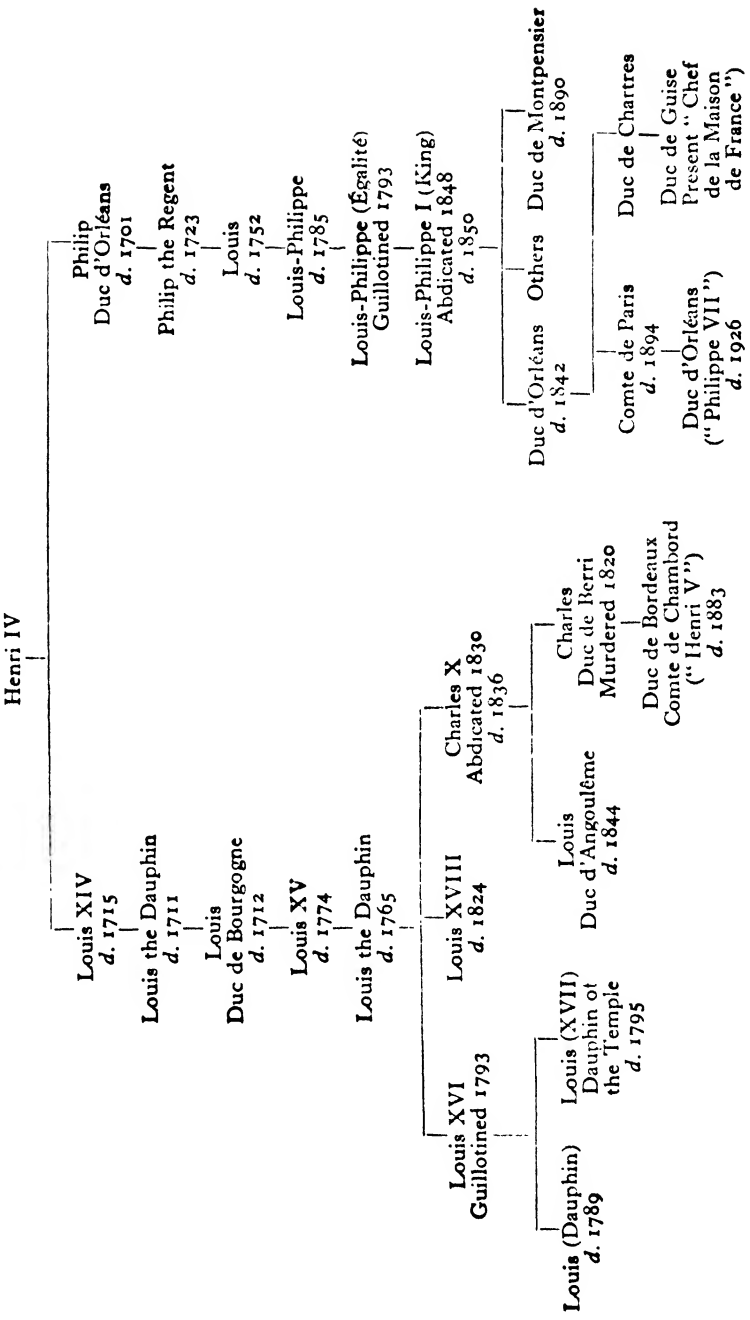 Henri IV
Louis XIV
d. 1715
Louis the Dauphin
d. 1711
Louis
Duc de Bourgogne
d. 1712
Louis XV
d. 1774
Louis the Dauphin
d. 1765
Louis XVI
Guillotined 1793
Louis XVIII
d. 1824
Charles X
Abdicated 1830
d. 1836
Louis (Dauphin)
d. 1789
Louis (XVII)
Dauphin of
the Temple
d. 1795
Louis
Duc d'Angoulême
d. 1844
Charles
Duc de Berri
Murdered 1820
Duc de Bordeaux
Comte de Chambord
(“ Henri V ”)
d. 1883
Philip
Duc d'Orléans
d. 1701
Philip the Regent
d. 1723
Louis
d. 1752
Louis-Philippe
d. 1785
Louis-Philippe (Égalité)
Guillotined 1793
Louis-Philippe I (King)
Abdicated 1848
d. 1850
Duc d'Orléans
d. 1842
Others
Duc de Montpensier
d. 1890
Comte de Paris
d. 1894
Duc d'Orléans
(“ Philippe VII ”)
d. 1926
Duc de Chartres
Duc de Guise
Present “ Chef
de la Maison
de France ”)